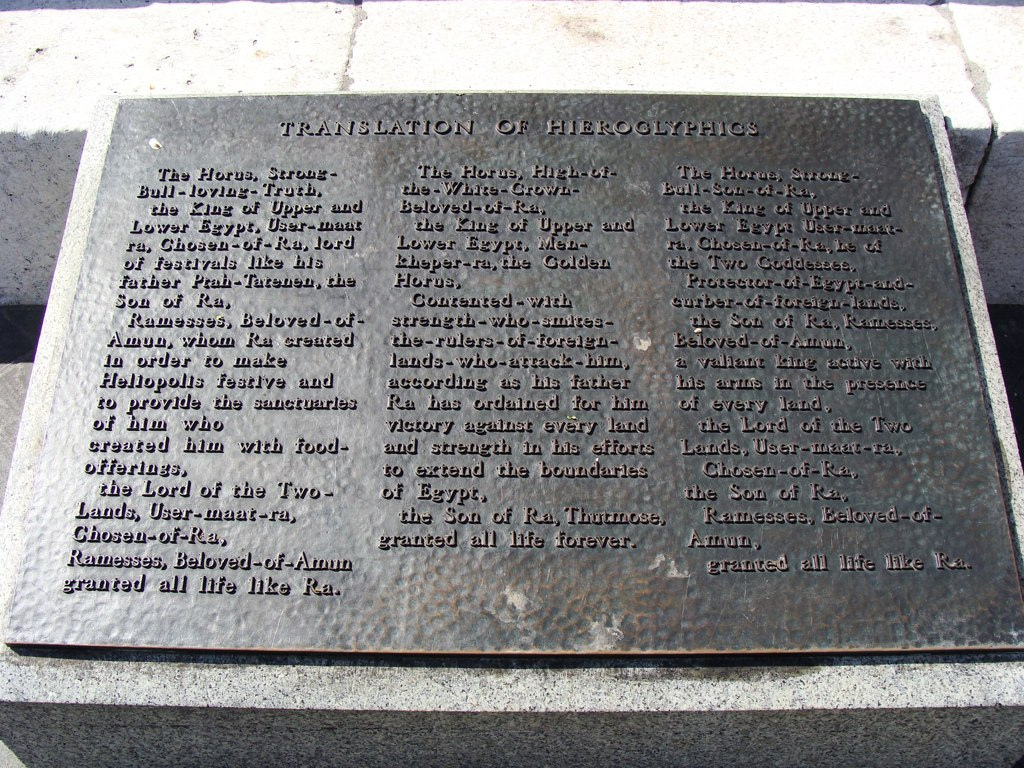 TRANSLATION OF HIEROGLYPHICS
The Horus, Strong-
Bull-loving-Truth,
the King of Upper and
Lower Egypt, User-maat
ra, Chosen-of-Ra, lord
of festivals like his
father Ptah-Tatenen, the
Son of Ra,
Ramesses, Beloved-of-
Amun, whom Ra created
in order to make
Heliopolis festive and
to provide the sanctuaries
of him who
created him with food-
offerings,
the Lord of the Two-
Lands, User-maat-ra,
Chosen-of-Ra,
Ramesses, Beloved-of-Amun
granted all life like Ra.
The Horus, High-of-
the-White-Crown-
Beloved-of-Ra,
the King of Upper and
Lower Egypt, Men-
kheper-ra, the Golden
Horus,
Contented-with
strength-who-smites-
the-rulers-of-foreign-
lands-who-attack-him,
according as his father
Ra has ordained for him
victory against every land
and strength in his efforts
to extend the boundaries
of Egypt,
the Son of Ra, Thutmose,
granted all life forever.
The Horus, Strong-
Bull-Son-of-Ra,
the King of Upper and
Lower Egypt User-maat-
ra, Chosen-of-Ra, he of
the Two Goddesses,
Protector-of-Egypt-and-
curber-of-foreign-lands,
the Son of Ra, Ramesses,
Beloved-of-Amun,
a valiant king active with
his arms in the presence
of every land,
the Lord of the Two
Lands, User-maat-ra,
Chosen-of-Ra,
the Son of Ra,
Ramesses, Beloved-of-
Amun,
granted all life like Ra.